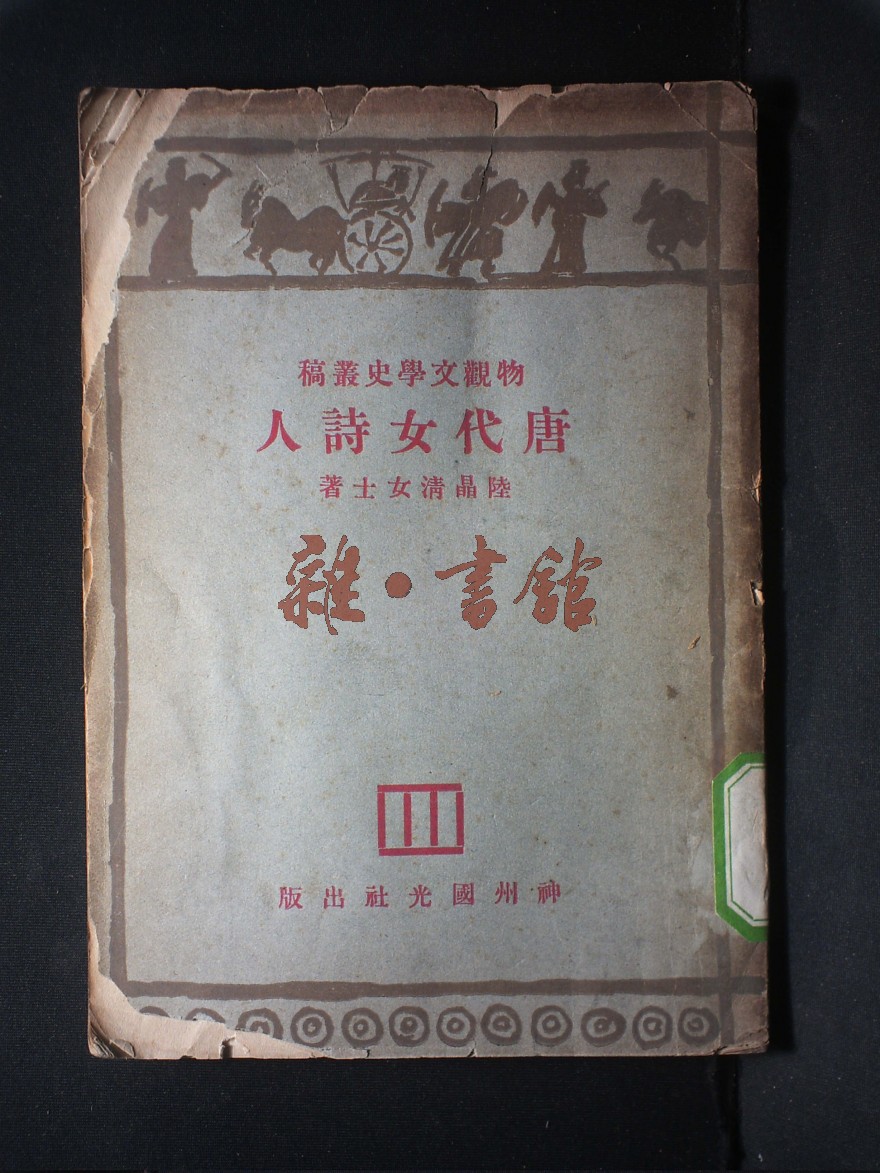 物觀文學史叢稿
唐代女詩人
陸晶清女士著
雜·書館
神州國光社出版